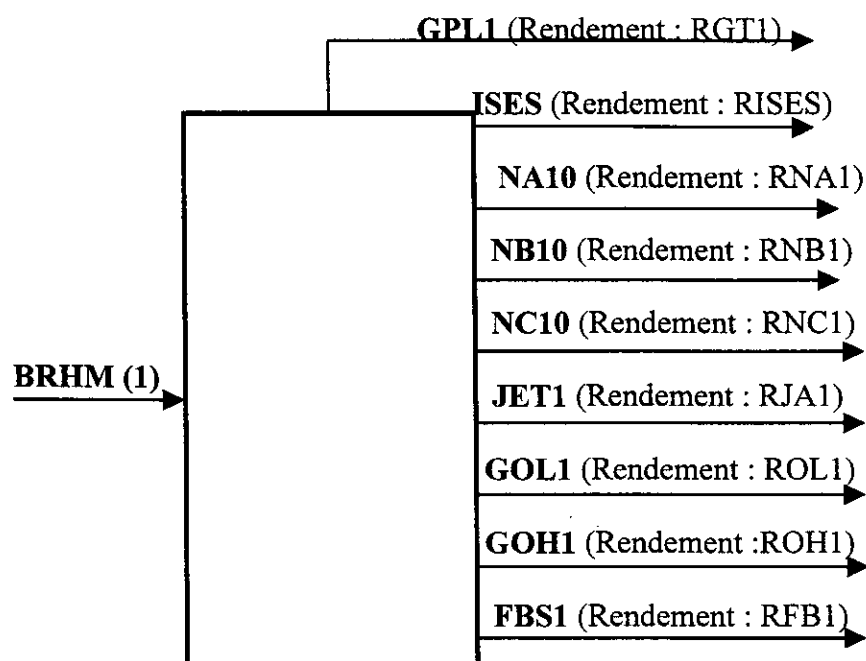 GPL1 (Rendement : RGT1)
ISES (Rendement : RISES)
NA10 (Rendement : RNA1)
NB10 (Rendement : RNB1)
NC10 (Rendement : RNC1)
BRHM (1)
JET1 (Rendement : RJA1)
GOL1 (Rendement : ROL1)
GOH1 (Rendement :ROH1)
FBS1 (Rendement : RFB1)